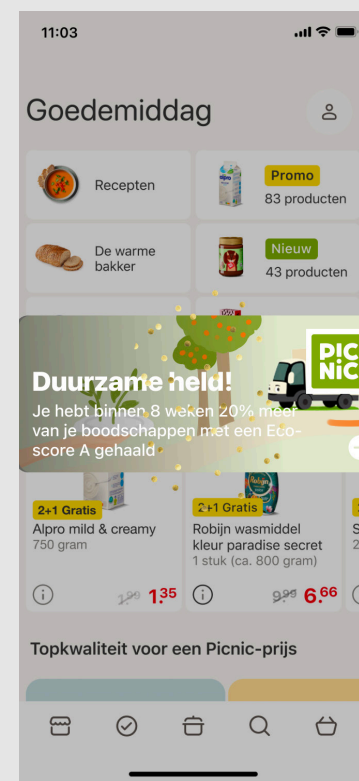 11:03
Goedemiddag
Recepten
Promo
83 producten
De warme
bakker
Nieuw
43 producten
PIC
NIC
Duurzame held!
Je hebt binnen 8 weken 20% meer
van je boodschappen met een Eco-
score A gehaald
2+1 Gratis
Alpro mild & creamy
750 gram
1.99 1.35
2+1 Gratis
Robijn wasmiddel
kleur paradise secret
1 stuk (ca. 800 gram)
9.99 6.66
Topkwaliteit voor een Picnic-prijs